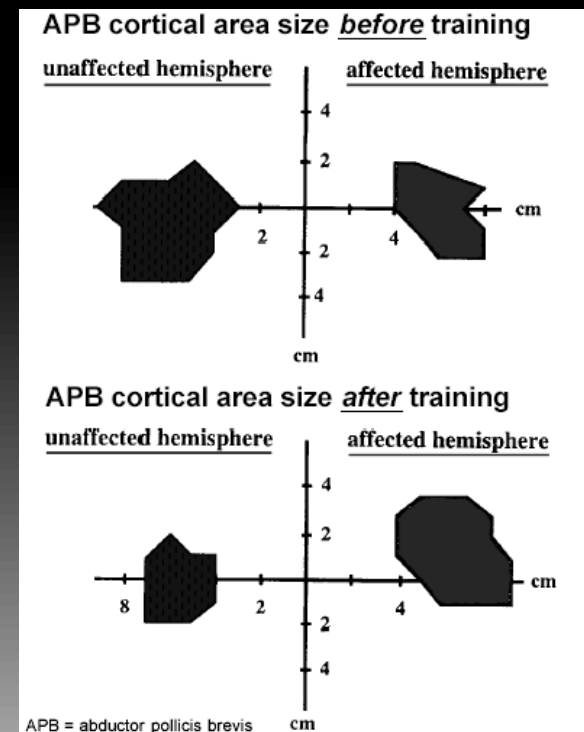 APB cortical area size before training
unaffected hemisphere affected hemisphere
4
2
cm
2 4
2
4
cm
APB cortical area size after training
unaffected hemisphere affected hemisphere
4
2
cm
8 2 4
2
4
APB = abductor pollicis brevis cm